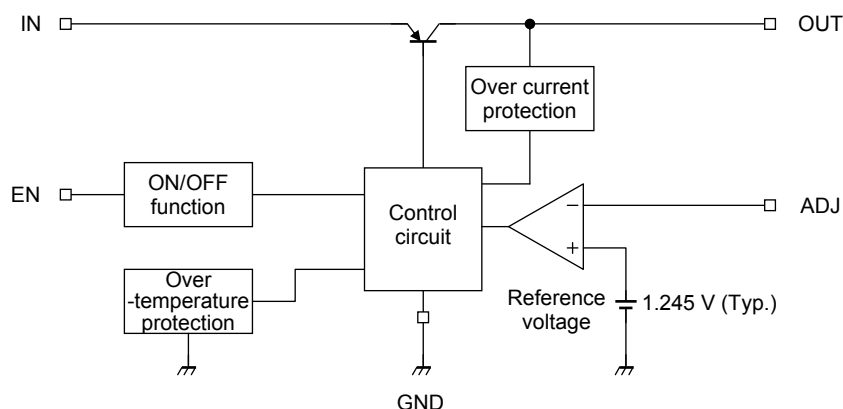 IN
OUT
Over current
protection
EN
ON/OFF
function
Control
circuit
−
+
ADJ
Over
-temperature
protection
Reference
voltage
1.245 V (Typ.)
GND